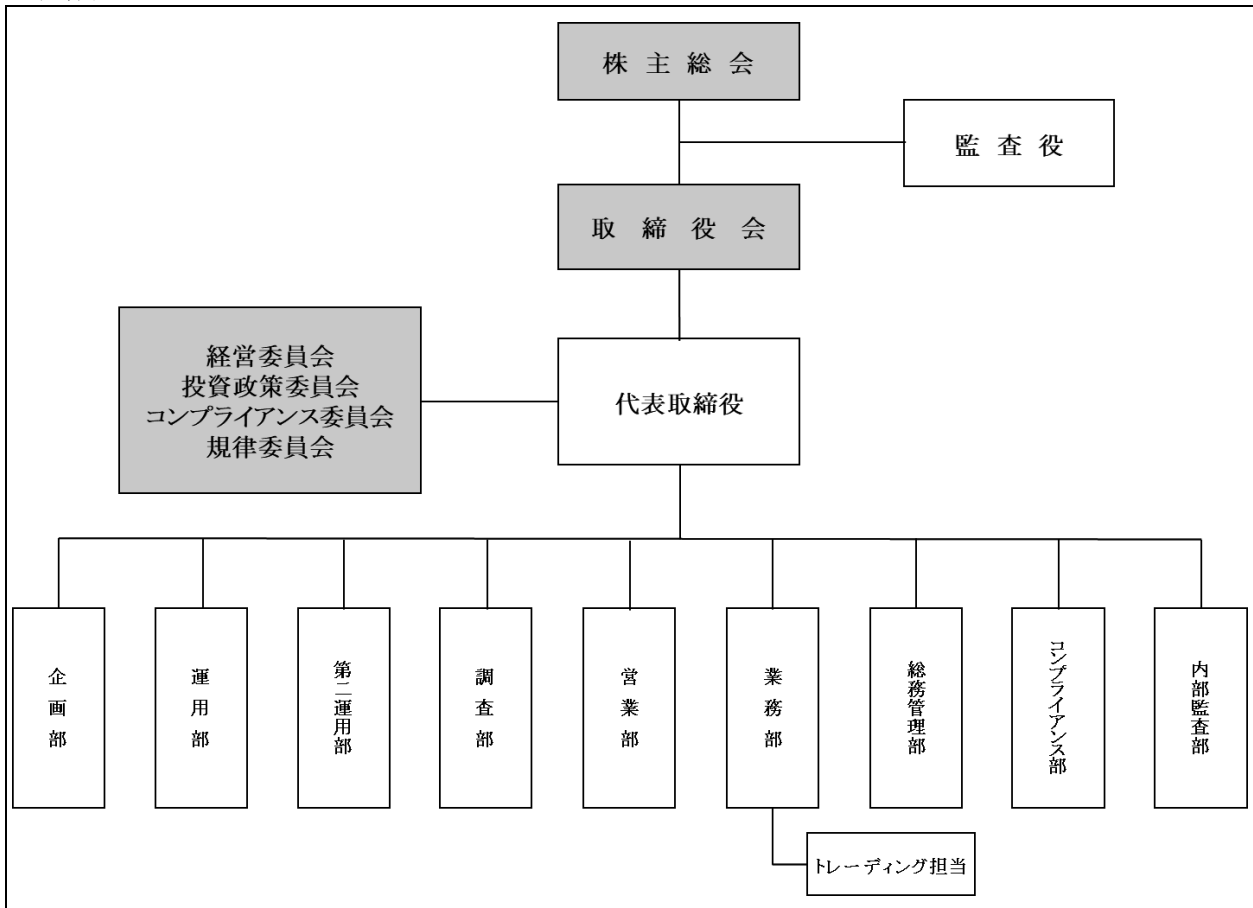 株主総会
監査役
取締役会
経営委員会
投資政策委員会
コンプライアンス委員会
規律委員会
代表取締役
企画部
運用部
第二運用部
調査部
営業部
業務部
総務管理部
コンプライアンス部
内部監査部
トレーディング担当